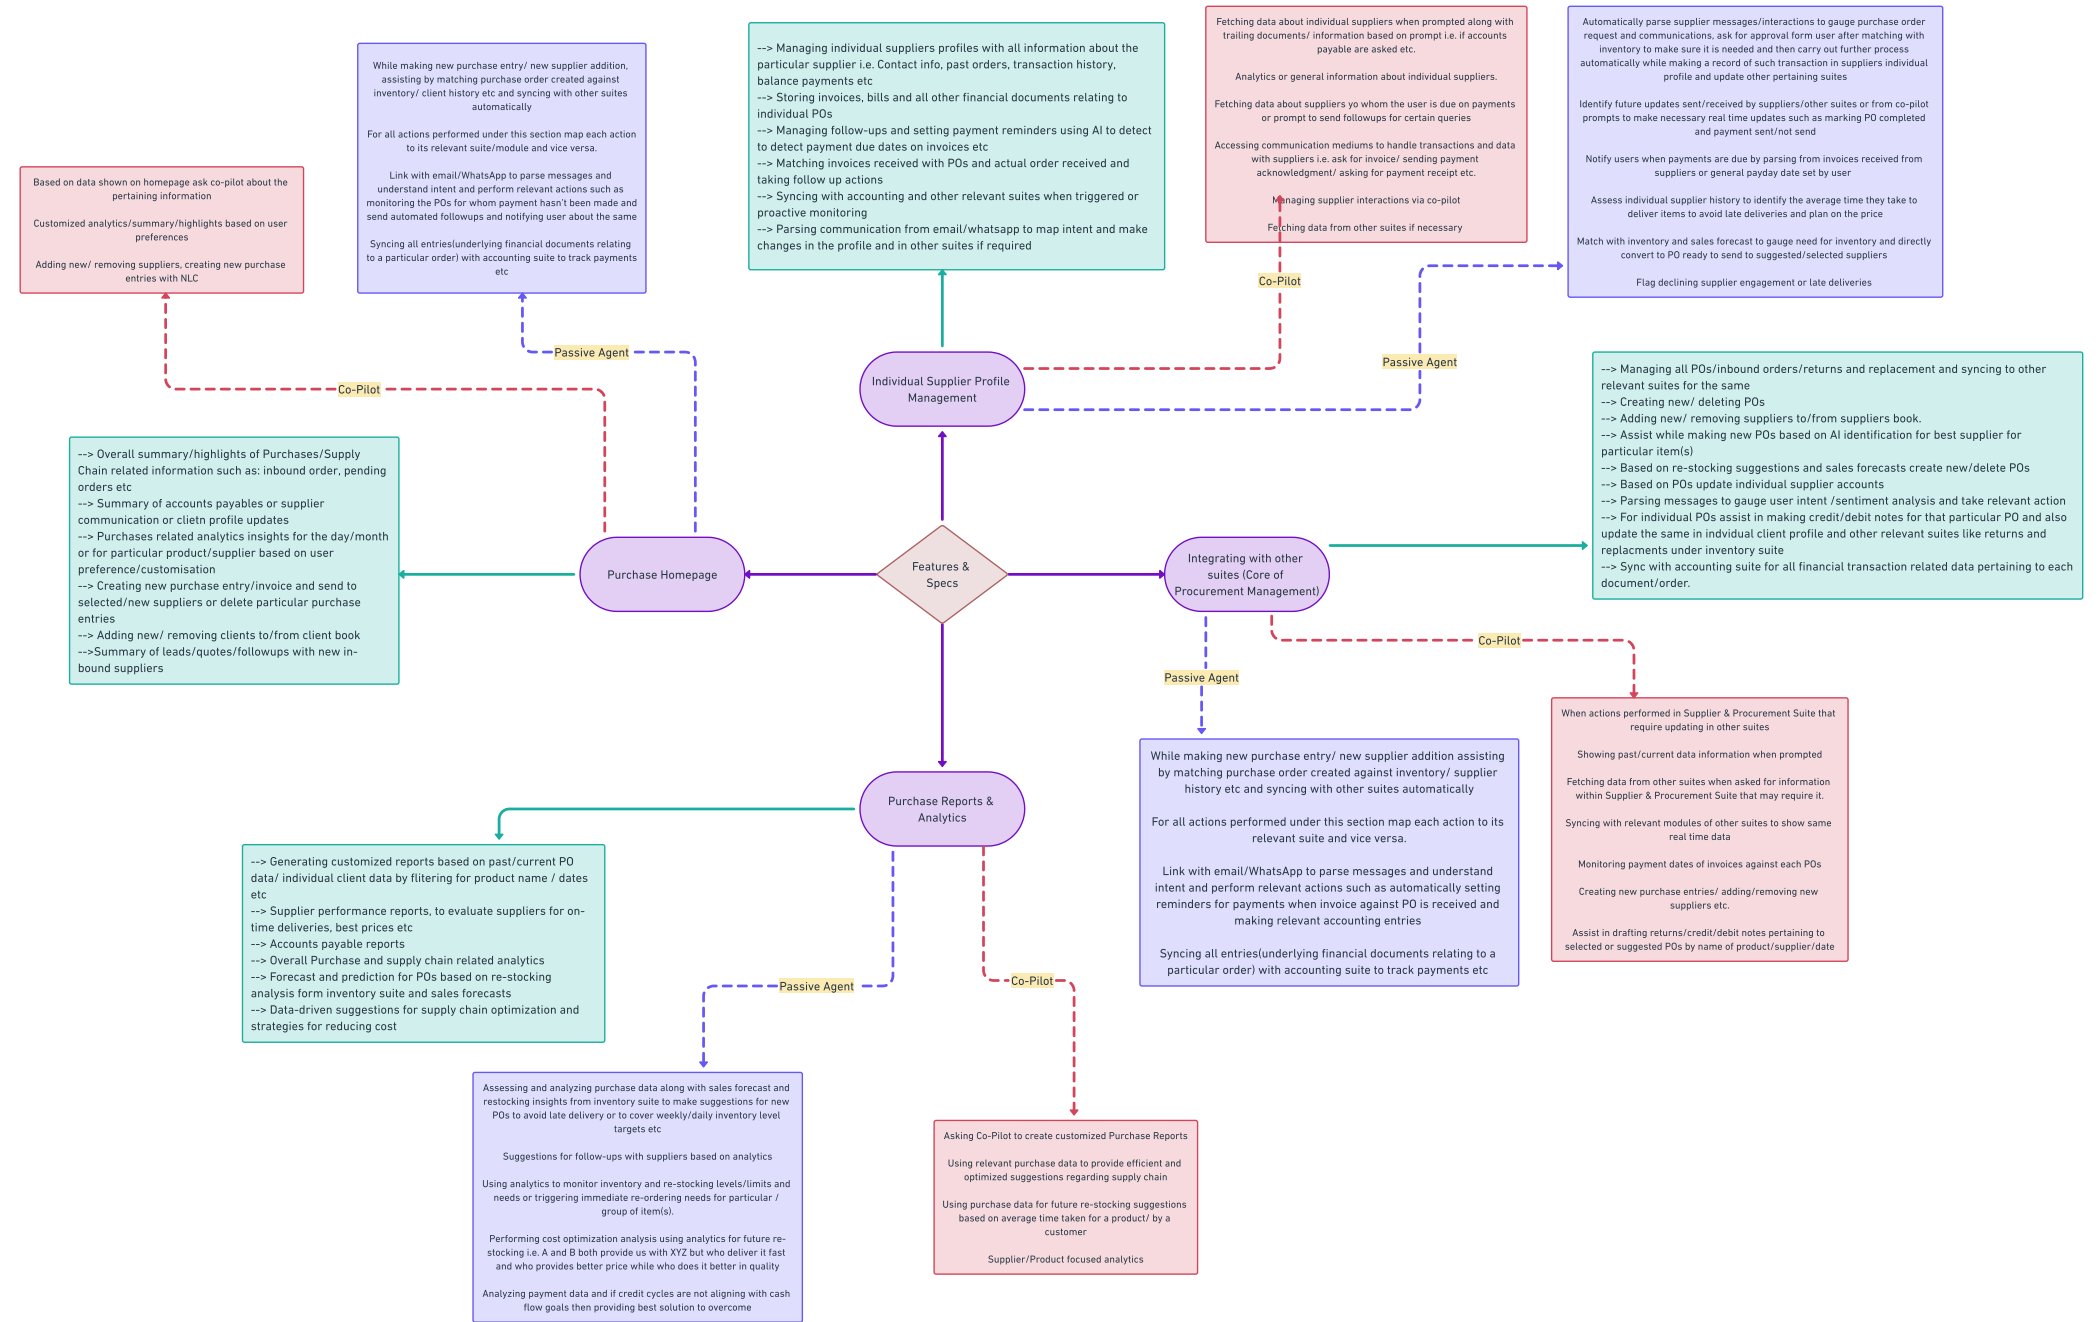 Based on data shown on homepage ask co-pilot about the
pertaining information
Customized analytics/summary/highlights based on user
preferences
Adding new/ removing suppliers, creating new purchase
entries with NLC
While making new purchase entry/ new supplier addition,
assisting by matching purchase order created against
inventory/ client history etc and syncing with other suites
automatically
For all actions performed under this section map each action
to its relevant suite/module and vice versa.
Link with email/WhatsApp to parse messages and
understand intent and perform relevant actions such as
monitoring the POs for whom payment hasn't been made and
send automated followups and notifying user about the same
Syncing all entries(underlying financial documents relating
to a particular order) with accounting suite to track payments
etc
--> Managing individual suppliers profiles with all information about the
particular supplier i.e. Contact info, past orders, transaction history,
balance payments etc
--> Storing invoices, bills and all other financial documents relating to
individual POs
--> Managing follow-ups and setting payment reminders using AI to detect
to detect payment due dates on invoices etc
--> Matching invoices received with POs and actual order received and
taking follow up actions
--> Syncing with accounting and other relevant suites when triggered or
proactive monitoring
--> Parsing communication from email/whatsapp to map intent and make
changes in the profile and in other suites if required
Fetching data about individual suppliers when prompted along with
trailing documents/ information based on prompt i.e. if accounts
payable are asked etc.
Analytics or general information about individual suppliers.
Fetching data about suppliers yo whom the user is due on payments
or prompt to send followups for certain queries
Accessing communication mediums to handle transactions and data
with suppliers i.e. ask for invoice/ sending payment
acknowledgment/ asking for payment receipt etc.
Managing supplier interactions via co-pilot
Fetching data from other suites if necessary
Automatically parse supplier messages/interactions to gauge purchase order
request and communications, ask for approval form user after matching with
inventory to make sure it is needed and then carry out further process
automatically while making a record of such transaction in suppliers individual
profile and update other pertaining suites
Identify future updates sent/received by suppliers/other suites or from co-pilot
prompts to make necessary real time updates such as marking PO completed
and payment sent/not send
Notify users when payments are due by parsing from invoices received from
suppliers or general payday date set by user
Assess individual supplier history to identify the average time they take to
deliver items to avoid late deliveries and plan on the price
Match with inventory and sales forecast to gauge need for inventory and directly
convert to PO ready to send to suggested/selected suppliers
Flag declining supplier engagement or late deliveries
Co-Pilot
Passive Agent
Passive Agent
Co-Pilot
Individual Supplier Profile
Management
--> Managing all POs/inbound orders/returns and replacement and syncing to other
relevant suites for the same
--> Creating new/ deleting POs
--> Adding new/ removing suppliers to/from suppliers book.
--> Assist while making new POs based on AI identification for best supplier for
particular item(s)
--> Based on re-stocking suggestions and sales forecasts create new/delete POs
--> Based on POs update individual supplier accounts
--> Parsing messages to gauge user intent /sentiment analysis and take relevant action
--> For individual POs assist in making credit/debit notes for that particular PO and also
update the same in indvidual client profile and other relevant suites like returns and
replacments under inventory suite
--> Sync with accounting suite for all financial transaction related data pertaining to each
document/order.
--> Overall summary/highlights of Purchases/Supply
Chain related information such as: inbound order, pending
orders etc
--> Summary of accounts payables or supplier
communication or clietn profile updates
--> Purchases related analytics insights for the day/month
or for particular product/supplier based on user
preference/customisation
--> Creating new purchase entry/invoice and send to
selected/new suppliers or delete particular purchase
entries
--> Adding new/ removing clients to/from client book
-->Summary of leads/quotes/followups with new in-
bound suppliers
Purchase Homepage
Features &
Specs
Integrating with other
suites (Core of
Procurement Management)
Co-Pilot
Passive Agent
When actions performed in Supplier & Procurement Suite that
require updating in other suites
Showing past/current data information when prompted
Fetching data from other suites when asked for information
within Supplier & Procurement Suite that may require it.
Syncing with relevant modules of other suites to show same
real time data
Monitoring payment dates of invoices against each POs
Creating new purchase entries/ adding/removing new
suppliers etc.
Assist in drafting returns/credit/debit notes pertaining to
selected or suggested POs by name of product/supplier/date
While making new purchase entry/ new supplier addition assisting
by matching purchase order created against inventory/ supplier
history etc and syncing with other suites automatically
For all actions performed under this section map each action to its
relevant suite and vice versa.
Link with email/WhatsApp to parse messages and understand
intent and perform relevant actions such as automatically setting
reminders for payments when invoice against PO is received and
making relevant accounting entries
Syncing all entries(underlying financial documents relating to a
particular order) with accounting suite to track payments etc
Purchase Reports &
Analytics
--> Generating customized reports based on past/current PO
data/ individual client data by flitering for product name / dates
etc
--> Supplier performance reports, to evaluate suppliers for on-
time deliveries, best prices etc
--> Accounts payable reports
--> Overall Purchase and supply chain related analytics
--> Forecast and prediction for POs based on re-stocking
analysis form inventory suite and sales forecasts
--> Data-driven suggestions for supply chain optimization and
strategies for reducing cost
Passive Agent
Co-Pilot
Assessing and analyzing purchase data along with sales forecast and
restocking insights from inventory suite to make suggestions for new
POs to avoid late delivery or to cover weekly/daily inventory level
targets etc
Suggestions for follow-ups with suppliers based on analytics
Using analytics to monitor inventory and re-stocking levels/limits and
needs or triggering immediate re-ordering needs for particular /
group of item(s).
Performing cost optimization analysis using analytics for future re-
stocking i.e. A and B both provide us with XYZ but who deliver it fast
and who provides better price while who does it better in quality
Analyzing payment data and if credit cycles are not aligning with cash
flow goals then providing best solution to overcome
Asking Co-Pilot to create customized Purchase Reports
Using relevant purchase data to provide efficient and
optimized suggestions regarding supply chain
Using purchase data for future re-stocking suggestions
based on average time taken for a product/ by a
customer
Supplier/Product focused analytics